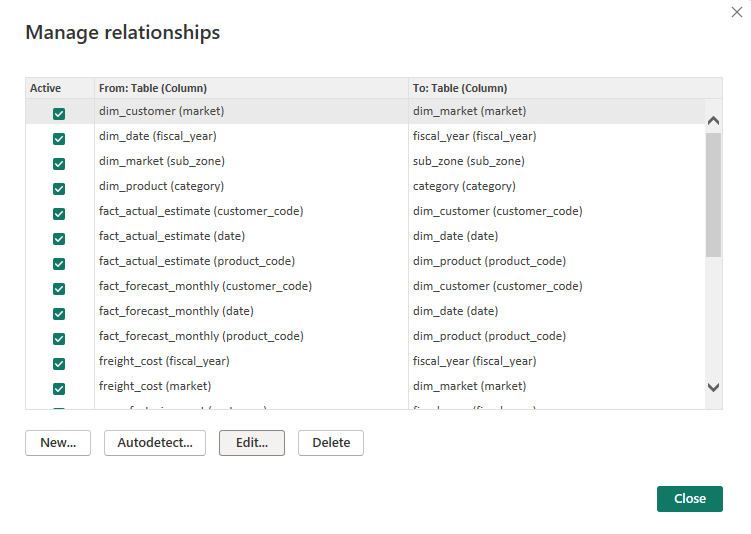 Manage relationships
Active From: Table (Column) To: Table (Column)
dim_customer (market) dim_market (market)
dim_date (fiscal_year) fiscal_year (fiscal_year)
dim_market (sub_zone) sub_zone (sub_zone)
dim_product (category) category (category)
fact_actual_estimate (customer_code) dim_customer (customer_code)
fact_actual_estimate (date) dim_date (date)
fact_actual_estimate (product_code) dim_product (product_code)
fact_forecast_monthly (customer_code) dim_customer (customer_code)
fact_forecast_monthly (date) dim_date (date)
fact_forecast_monthly (product_code) dim_product (product_code)
freight_cost (fiscal_year) fiscal_year (fiscal_year)
freight_cost (market) dim_market (market)
New... Autodetect... Edit... Delete
Close